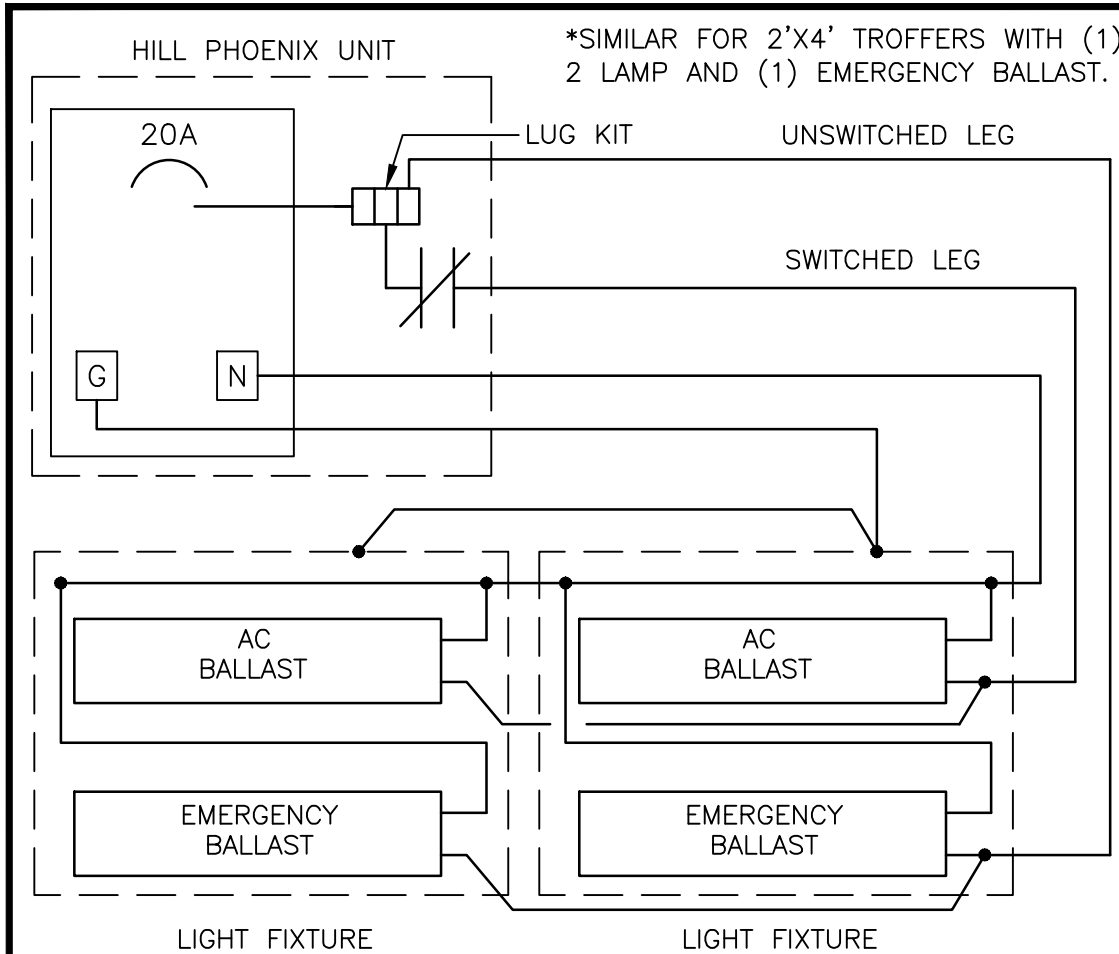 HILL PHOENIX UNIT
*SIMILAR FOR 2'X4' TROFFERS WITH (1)
2 LAMP AND (1) EMERGENCY BALLAST.
20A
LUG KIT
UNSWITCHED LEG
SWITCHED LEG
G
N
AC
BALLAST
AC
BALLAST
EMERGENCY
BALLAST
EMERGENCY
BALLAST
LIGHT FIXTURE
LIGHT FIXTURE